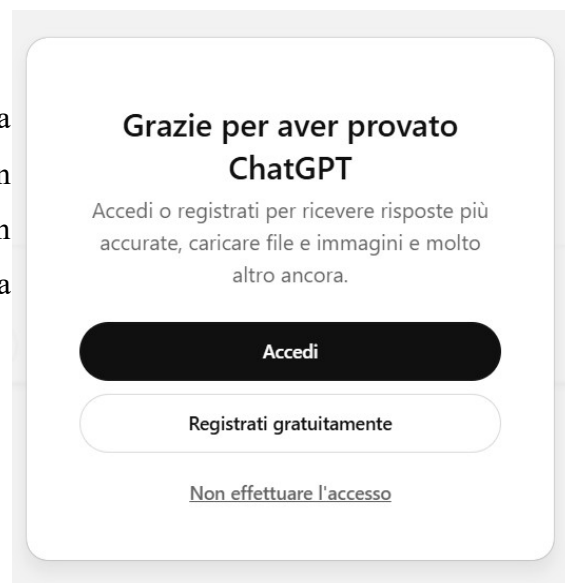 a
n
n
a
Grazie per aver provato
ChatGPT
Accedi o registrati per ricevere risposte più
accurate, caricare file e immagini e molto
altro ancora.
Accedi
Registrati gratuitamente
Non effettuare l'accesso